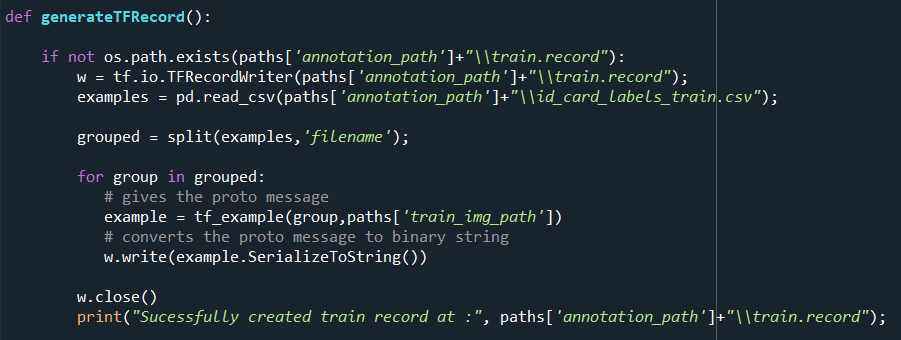 def generateTFRecord():
if not os.path.exists(paths['annotation_path']+"\\train.record"):
w = tf.io.TFRecordWriter(paths['annotation_path']+"\\train.record");
examples = pd.read_csv(paths['annotation_path']+"\\id_card_labels_train.csv");
grouped = split(examples,'filename');
for group in grouped:
# gives the proto message
example = tf_example(group,paths['train_img_path'])
# converts the proto message to binary string
w.write(example.SerializeToString())
w.close()
print("Sucessfully created train record at :", paths['annotation_path']+"\\train.record");